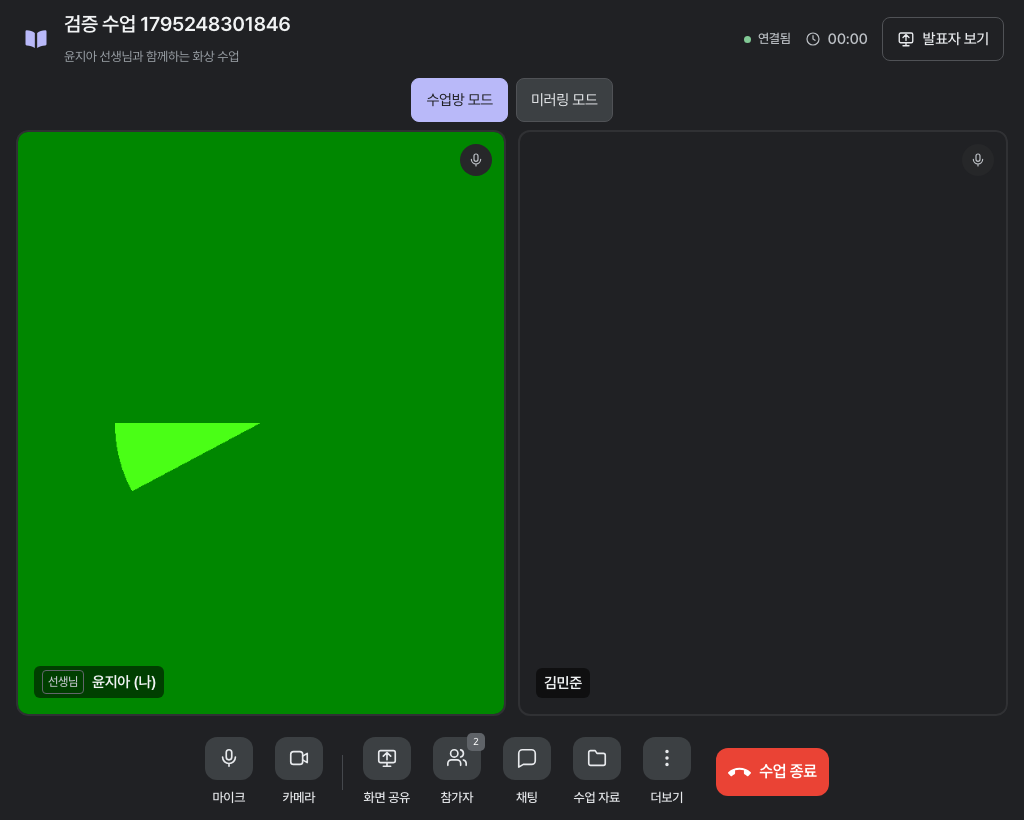 검증 수업 1795248301846
윤지아 선생님과 함께하는 화상 수업
연결됨
00:00
발표자 보기
수업방 모드
미러링 모드
선생님 윤지아 (나)
김민준
2
마이크
카메라
화면 공유
참가자
채팅
수업 자료
더보기
수업 종료